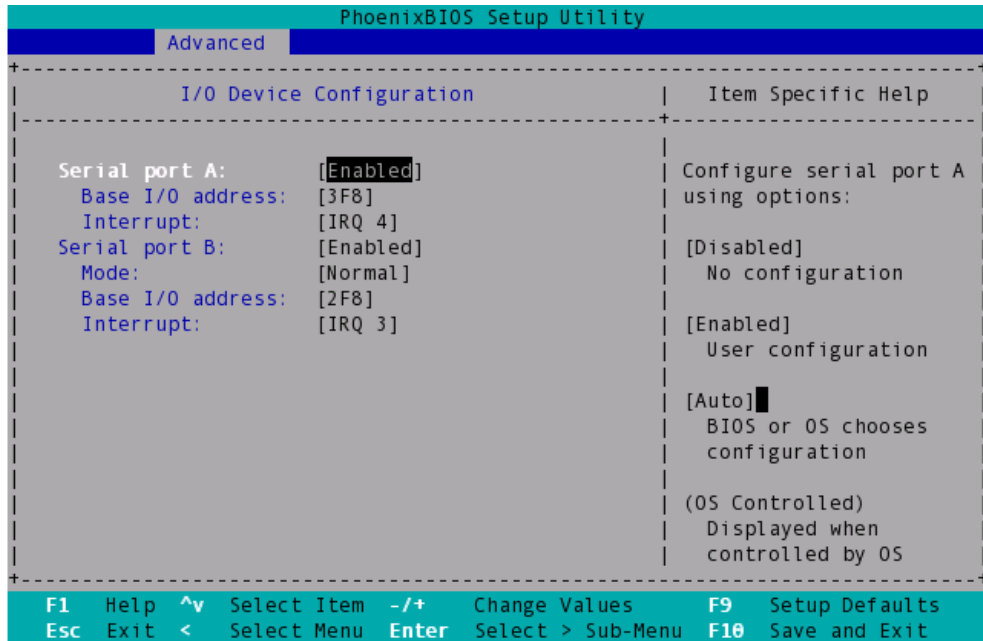 PhoenixBIOS Setup Utility
Advanced
I/O Device Configuration
Serial port A: [Enabled]
Base I/O address: [3F8]
Interrupt: [IRQ 4]
Serial port B: [Enabled]
Mode: [Normal]
Base I/O address: [2F8]
Interrupt: [IRQ 3]
Item Specific Help
Configure serial port A
using options:
[Disabled]
No configuration
[Enabled]
User configuration
[Auto]
BIOS or OS chooses
configuration
(OS Controlled)
Displayed when
controlled by OS
F1 Help ^v Select Item -/+ Change Values F9 Setup Defaults
Esc Exit < Select Menu Enter Select > Sub-Menu F10 Save and Exit